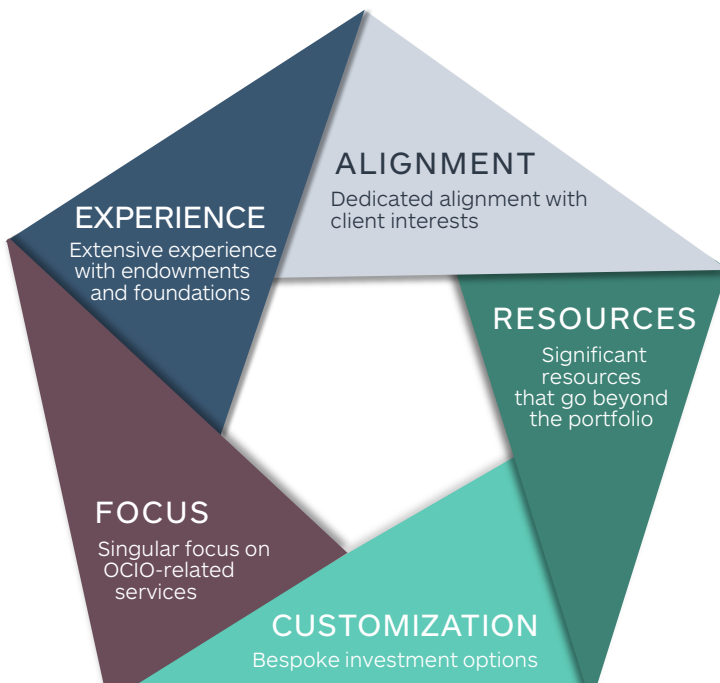 ALIGNMENT
Dedicated alignment with
client interests
EXPERIENCE
Extensive experience
with endowments
and foundations
RESOURCES
Significant
resources
that go beyond
the portfolio
FOCUS
Singular focus on
OCIO-related
services
CUSTOMIZATION
Bespoke investment options